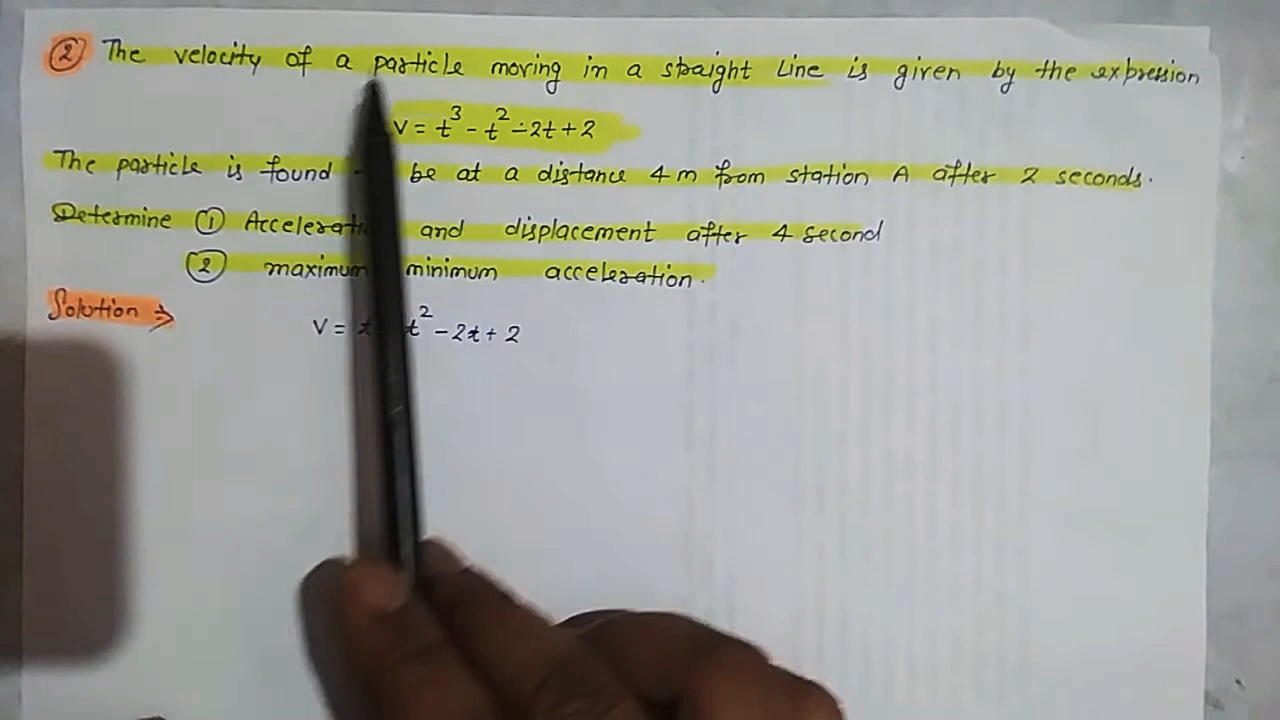 ② The velocity of a particle moving in a straight Line is given by the expression
v = t³ - t² - 2t + 2
The particle is found be at a distance 4 m from station A after 2 seconds.
Determine ① Accelerati and displacement after 4 second
② maximum minimum acceleration.
Solution ⇒ v = t t² - 2t + 2